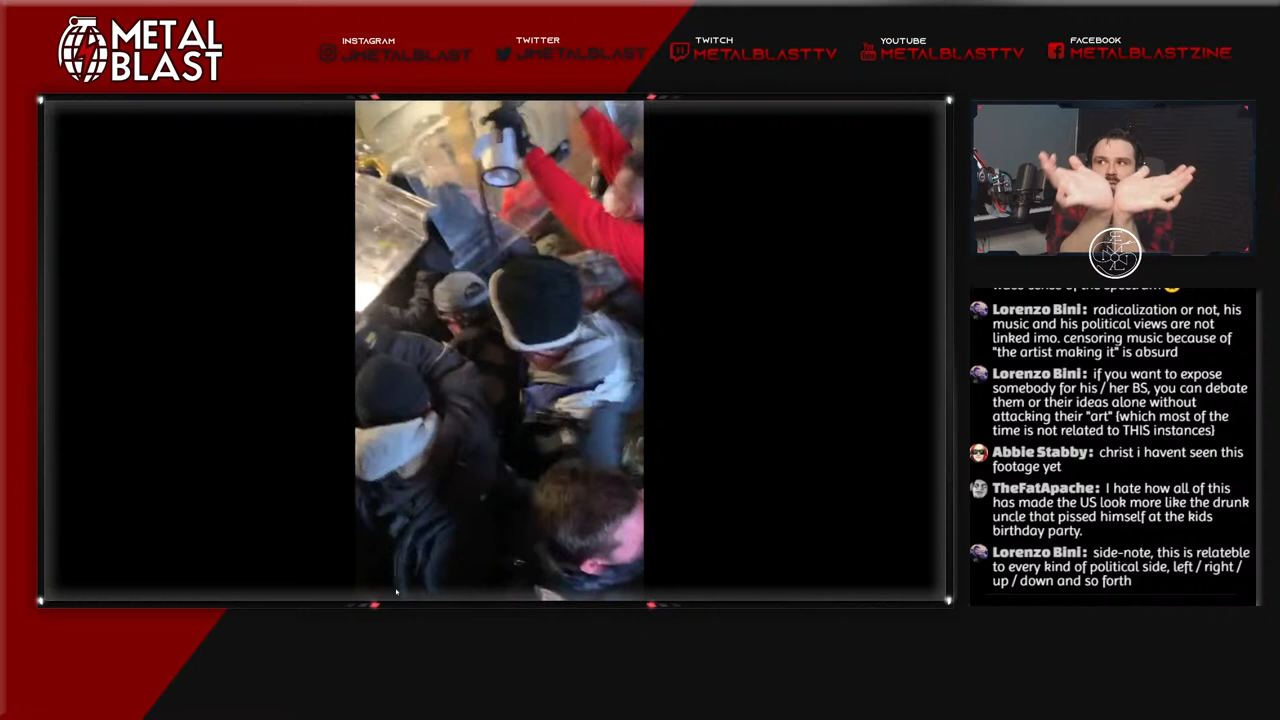 METAL
BLAST
INSTAGRAM
JMETALBLAST
TWITTER
JMETALBLAST
TWITCH
METALBLASTTV
YOUTUBE
METALBLASTTV
FACEBOOK
METALBLASTZINE
Lorenzo Bini: radicalization or not, his
music and his political views are not
linked imo. censoring music because of
"the artist making it" is absurd
Lorenzo Bini: if you want to expose
somebody for his / her BS, you can debate
them or their ideas alone without
attacking their "art" (which most of the
time is not related to THIS instances)
Abbie Stabby: christ i havent seen this
footage yet
TheFatApache: I hate how all of this
has made the US look more like the drunk
uncle that pissed himself at the kids
birthday party.
Lorenzo Bini: side-note, this is relateble
to every kind of political side, left / right /
up / down and so forth